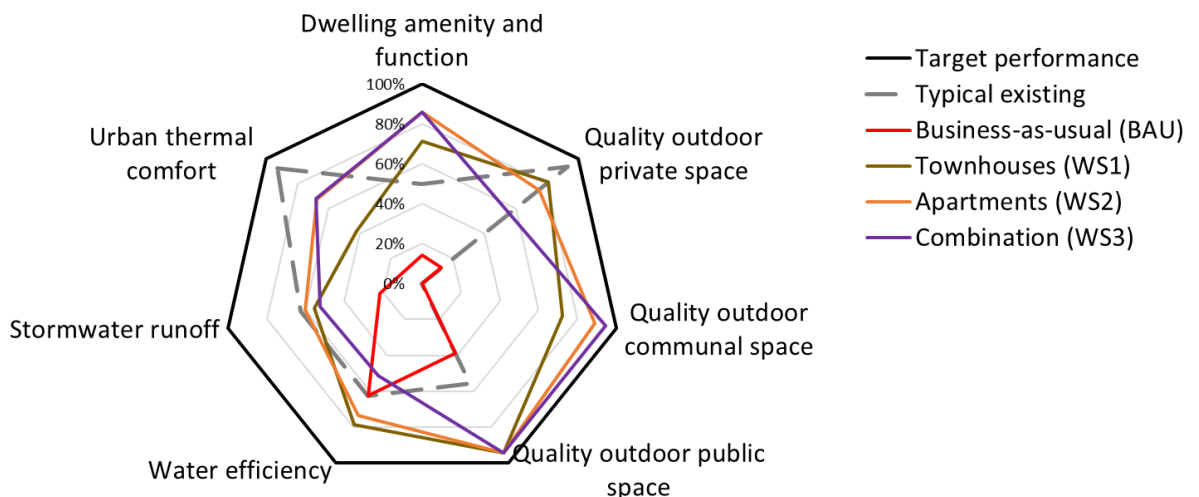 Dwelling amenity and
function
100%
80%
60%
40%
20%
0%
Quality outdoor
private space
Quality outdoor
communal space
Quality outdoor public
space
Water efficiency
Stormwater runoff
Urban thermal
comfort
Target performance
Typical existing
Business-as-usual (BAU)
Townhouses (WS1)
Apartments (WS2)
Combination (WS3)